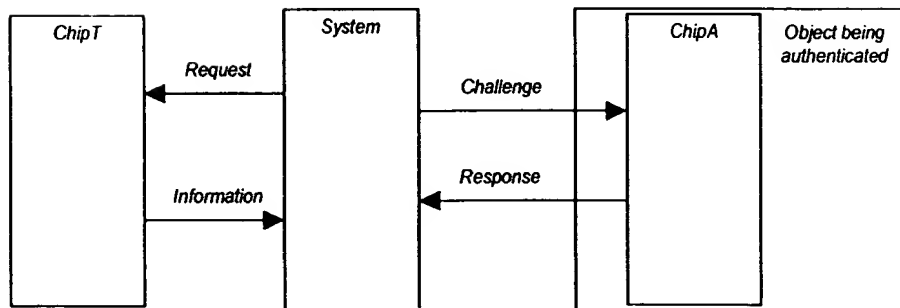 ChipT
System
ChipA
Object being
authenticated
Request
Challenge
Response
Information